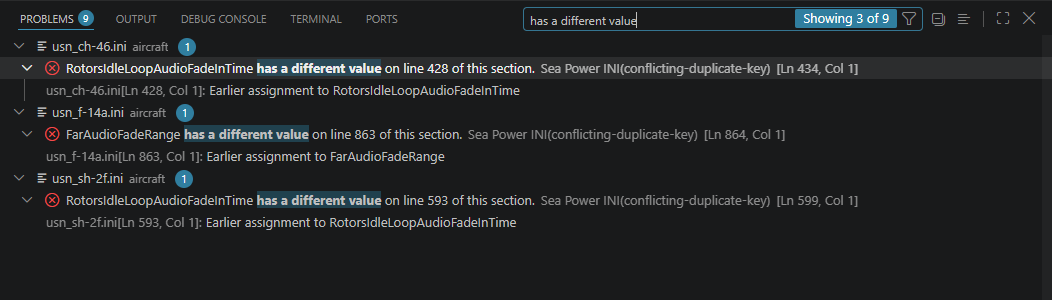 PROBLEMS 9 OUTPUT DEBUG CONSOLE TERMINAL PORTS has a different value Showing 3 of 9
usn_ch-46.ini aircraft 1
RotorsIdleLoopAudioFadeInTime has a different value on line 428 of this section. Sea Power INI(conflicting-duplicate-key) [Ln 434, Col 1]
usn_ch-46.ini[Ln 428, Col 1]: Earlier assignment to RotorsIdleLoopAudioFadeInTime
usn_f-14a.ini aircraft 1
FarAudioFadeRange has a different value on line 863 of this section. Sea Power INI(conflicting-duplicate-key) [Ln 864, Col 1]
usn_f-14a.ini[Ln 863, Col 1]: Earlier assignment to FarAudioFadeRange
usn_sh-2f.ini aircraft 1
RotorsIdleLoopAudioFadeInTime has a different value on line 593 of this section. Sea Power INI(conflicting-duplicate-key) [Ln 599, Col 1]
usn_sh-2f.ini[Ln 593, Col 1]: Earlier assignment to RotorsIdleLoopAudioFadeInTime